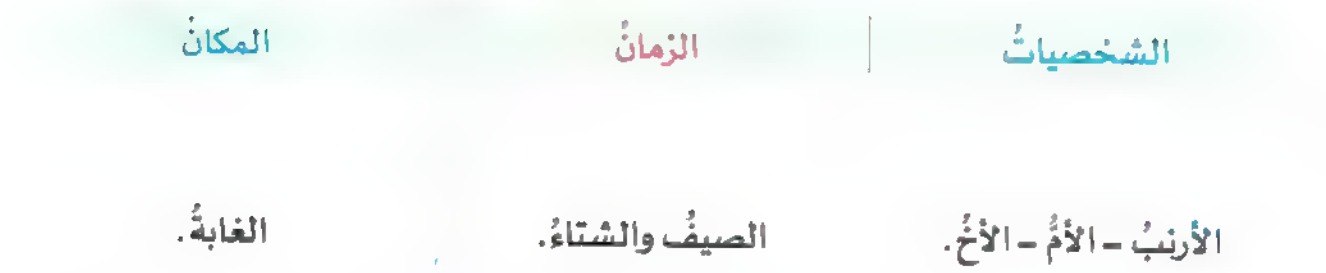 الشخصياتُ الزمانُ المكانُ
الأرنبُ – الأمُّ – الأخُ. الصيفُ والشتاءُ. الغابةُ.